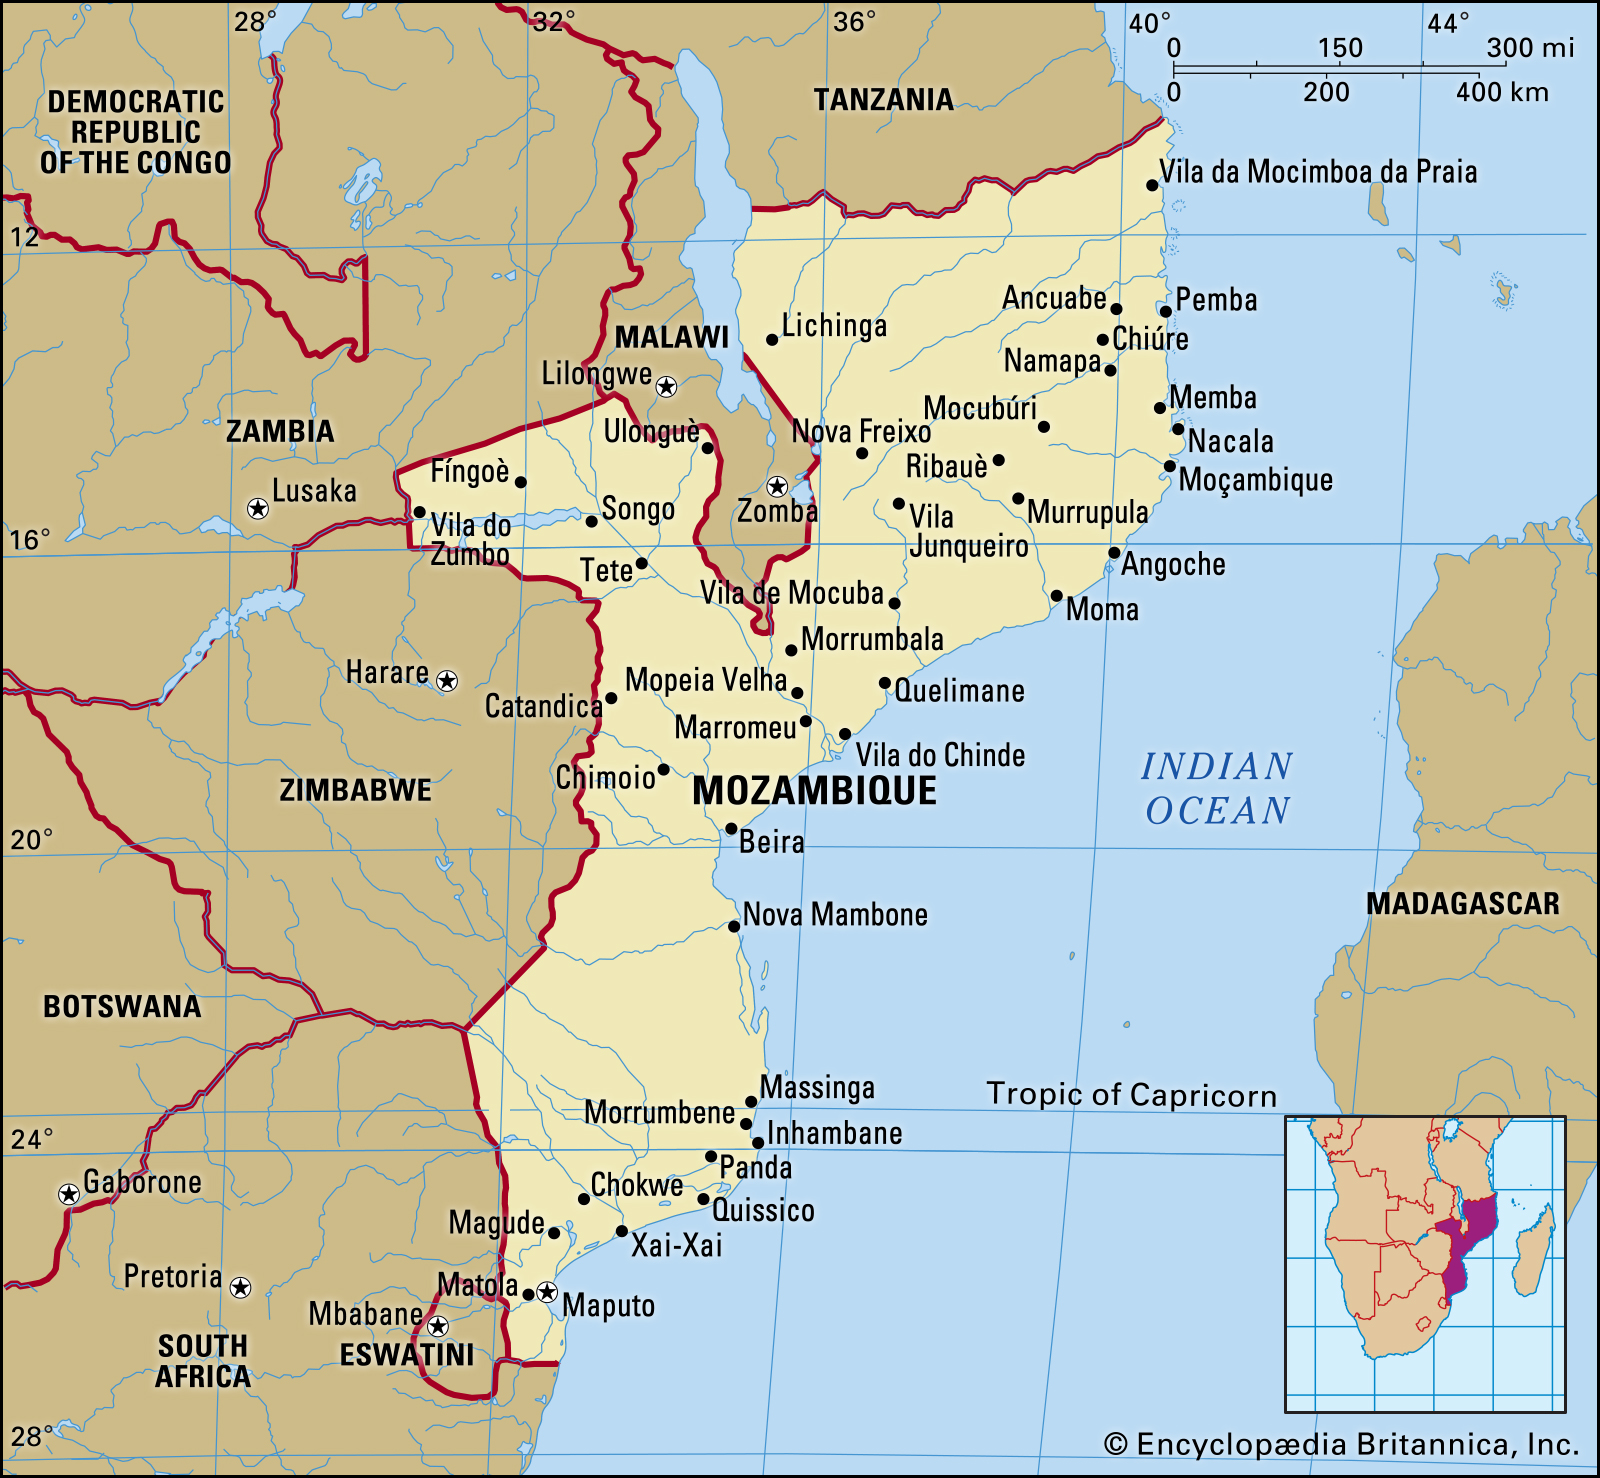 28°
32°
36°
40°
44°
0 150 300 mi
0 200 400 km
DEMOCRATIC
REPUBLIC
OF THE CONGO
TANZANIA
Vila da Mocimboa da Praia
12
Ancuabe
Pemba
Lichinga
MALAWI
Chiúre
Namapa
Lilongwe
Memba
Mocubúri
ZAMBIA
Ulonguè
Nova Freixo
Nacala
Fíngoè
Ribauè
Moçambique
Lusaka
Songo
Zomba
Vila
Junqueiro
Murrupula
Vila do
Zumbo
16°
Tete
Angoche
Vila de Mocuba
Moma
Morrumbala
Harare
Mopeia Velha
Quelimane
Catandica
Marromeu
Vila do Chinde
INDIAN
OCEAN
Chimoio
MOZAMBIQUE
ZIMBABWE
20°
Beira
MADAGASCAR
Nova Mambone
BOTSWANA
Massinga
Tropic of Capricorn
Morrumbene
24°
Inhambane
Panda
Gaborone
Chokwe
Quissico
Magude
Xai-Xai
Pretoria
Matola
Maputo
Mbabane
SOUTH
AFRICA
ESWATINI
28°
© Encyclopædia Britannica, Inc.